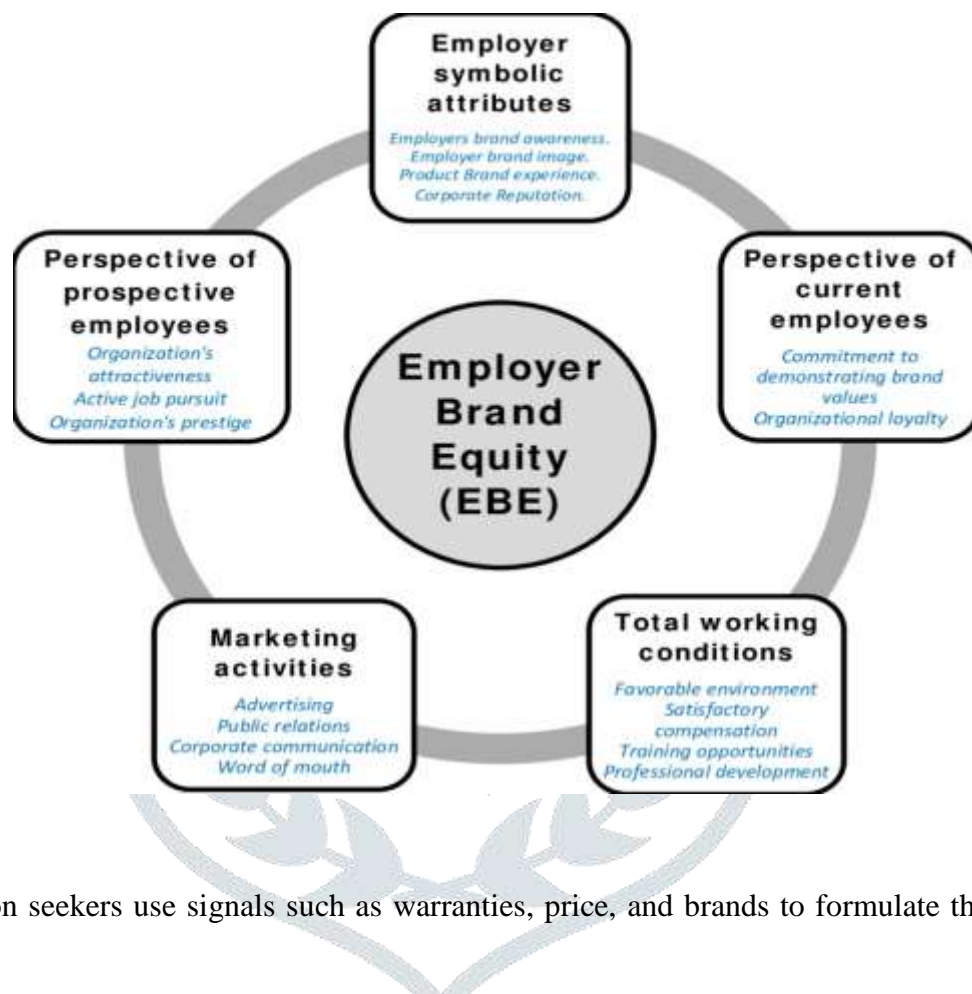 Employer
symbolic
attributes
Employers brand awareness.
Employer brand image.
Product Brand experience.
Corporate Reputation.
Perspective of
prospective
employees
Organization's
attractiveness
Active job pursuit
Organization's prestige
Perspective of
current
employees
Commitment to
demonstrating brand
values
Organizational loyalty
Employer
Brand
Equity
(EBE)
Marketing
activities
Advertising
Public relations
Corporate communication
Word of mouth
Total working
conditions
Favorable environment
Satisfactory
compensation
Training opportunities
Professional development
seekers use signals such as warranties, price, and brands to formulate